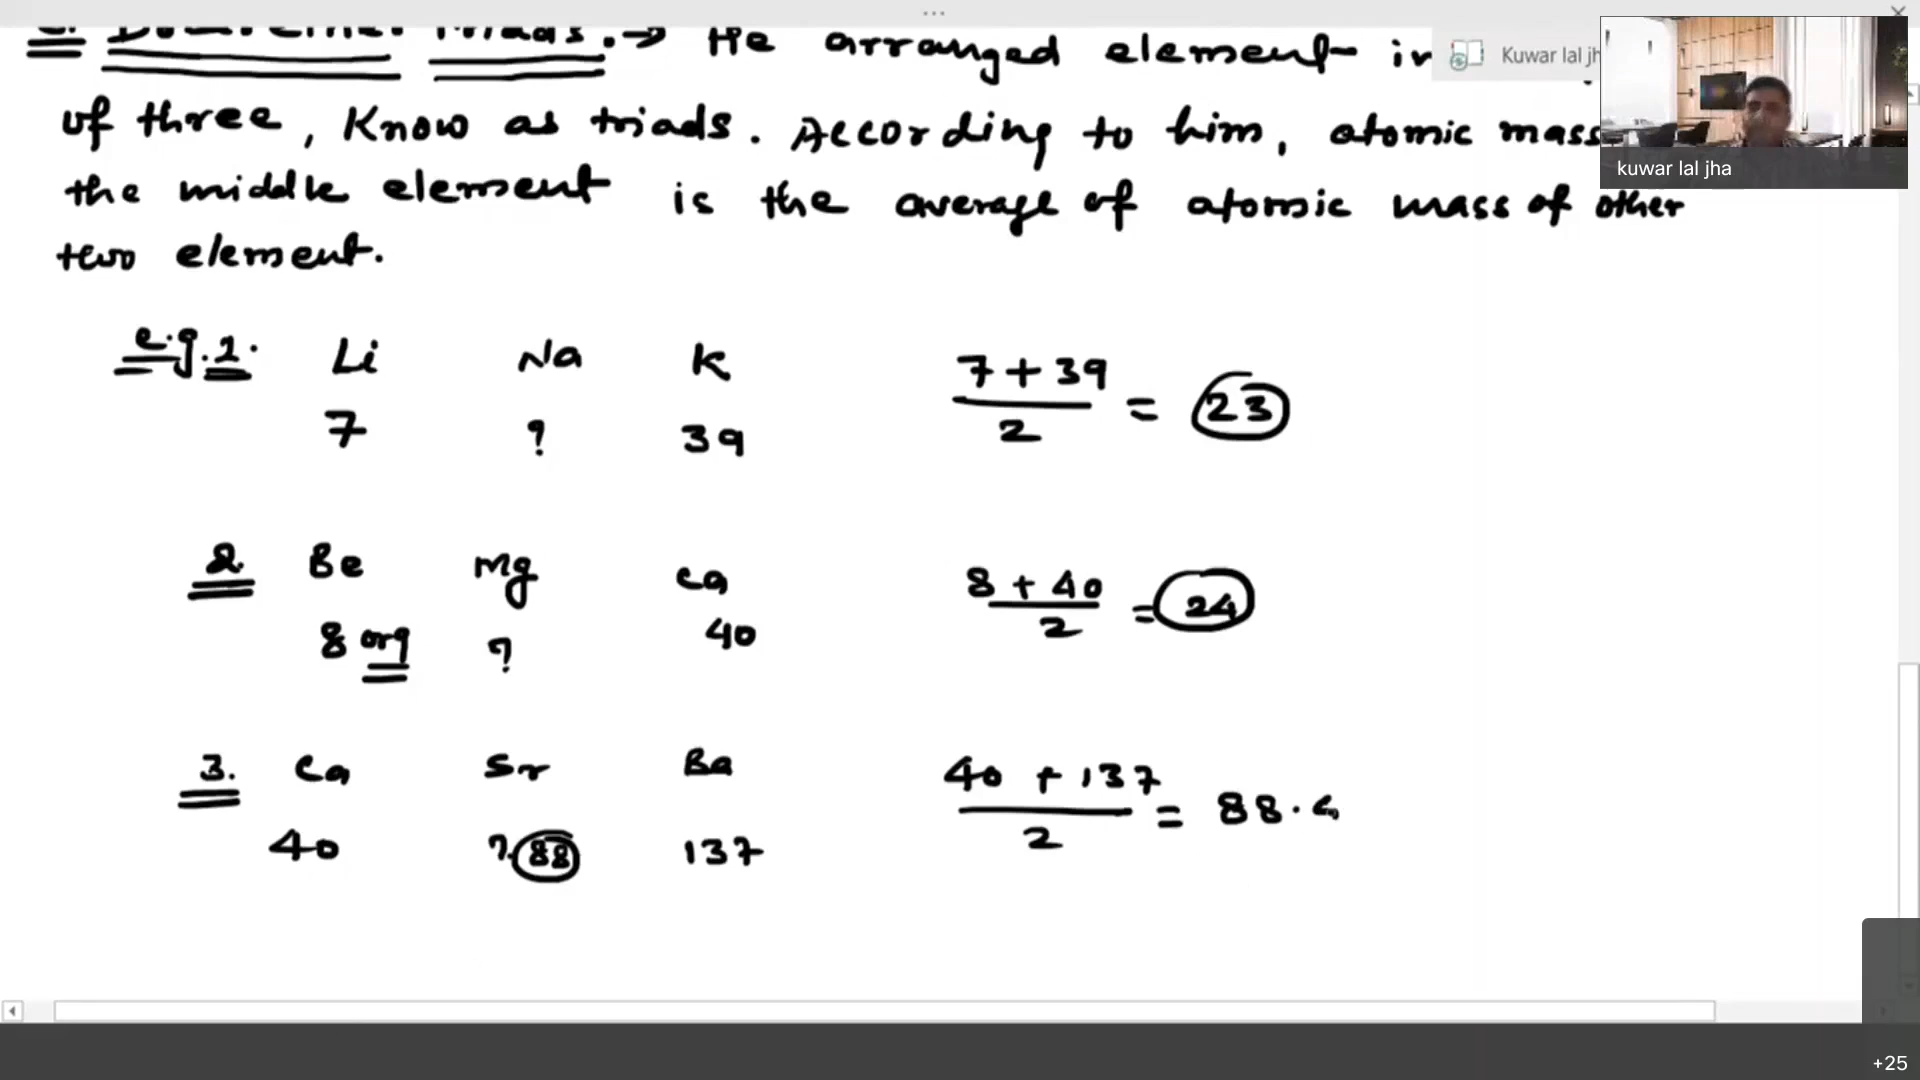 Triads. → He arranged element in
Kuwar lal jh
of three, Know as triads. According to him, atomic mass
kuwar lal jha
the middle element is the average of atomic mass of other
two element.
e.g.1. Li Na K 7+39/2 = 23
7 ? 39
2. Be Mg Ca 8+40/2 = 24
8 or9 ? 40
3. Ca Sr Ba 40+137/2 = 88.
40 ? 88 137
+25